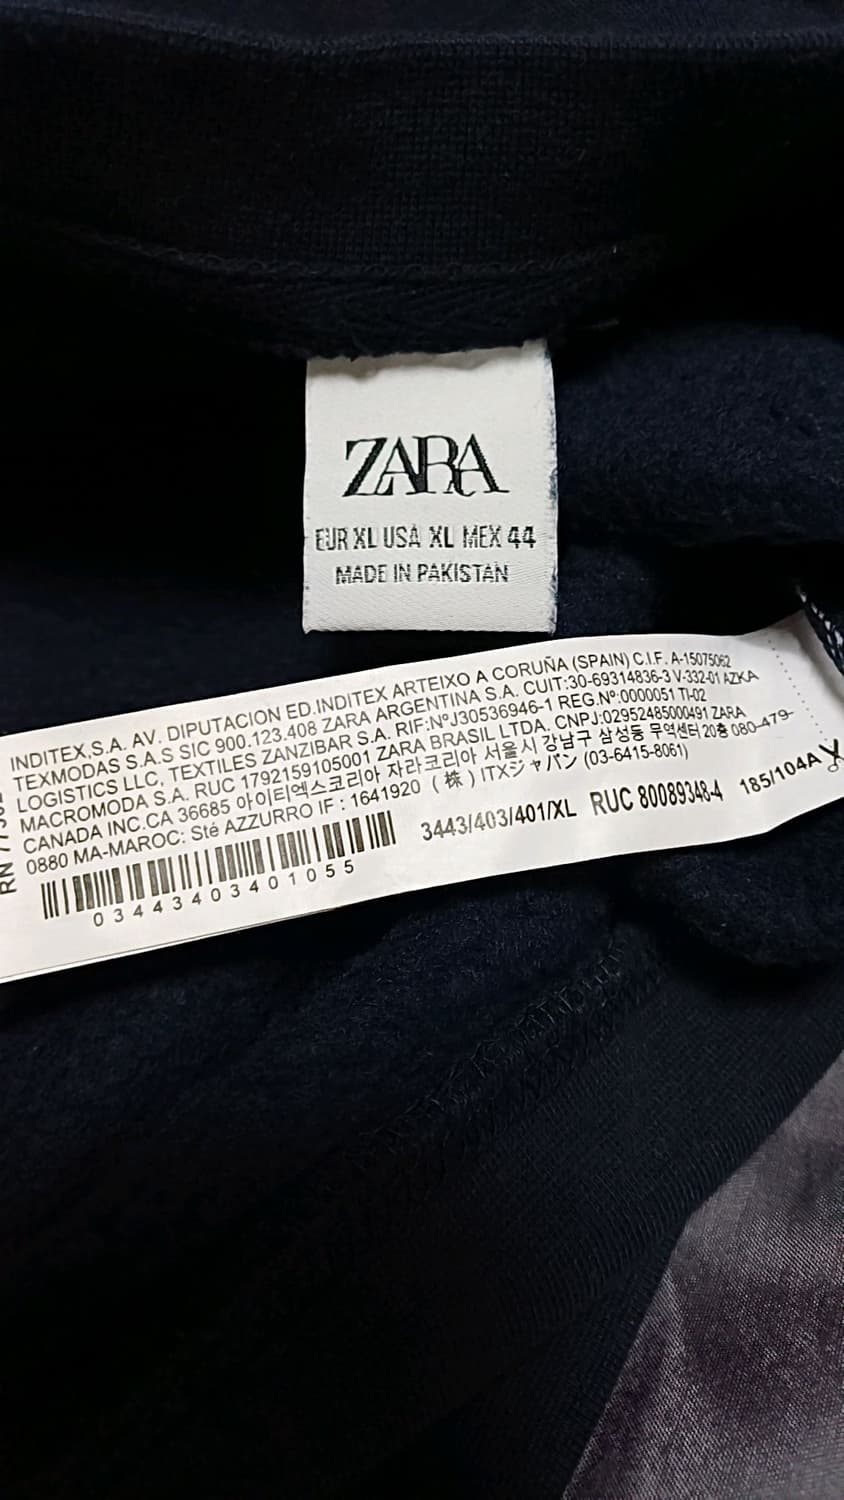 ZARA
EUR XL USA XL MEX 44
MADE IN PAKISTAN
INDITEX,S.A. AV. DIPUTACION ED.INDITEX ARTEIXO A CORUÑA (SPAIN) C.I.F. A-15075062
TEXMODAS S.A.S SIC 900.123.408 ZARA ARGENTINA S.A. CUIT:30-69314836-3 V-332-01 AZKA
LOGISTICS LLC, TEXTILES ZANZIBAR S.A. RIF:NºJ30536946-1 REG.Nº:0000051 TI-02
MACROMODA S.A. RUC 1792159105001 ZARA BRASIL LTDA. CNPJ:02952485000491 ZARA
CANADA INC.CA 36685 아이티엑스코리아 자라코리아 서울시 강남구 삼성동 무역센터 20층 080-479-
0880 MA-MAROC: Sté AZZURRO IF : 1641920 (株) ITXジャパン (03-6415-8061)
3443/403/401/XL RUC 80089348-4 185/104A
03443403401055
RN